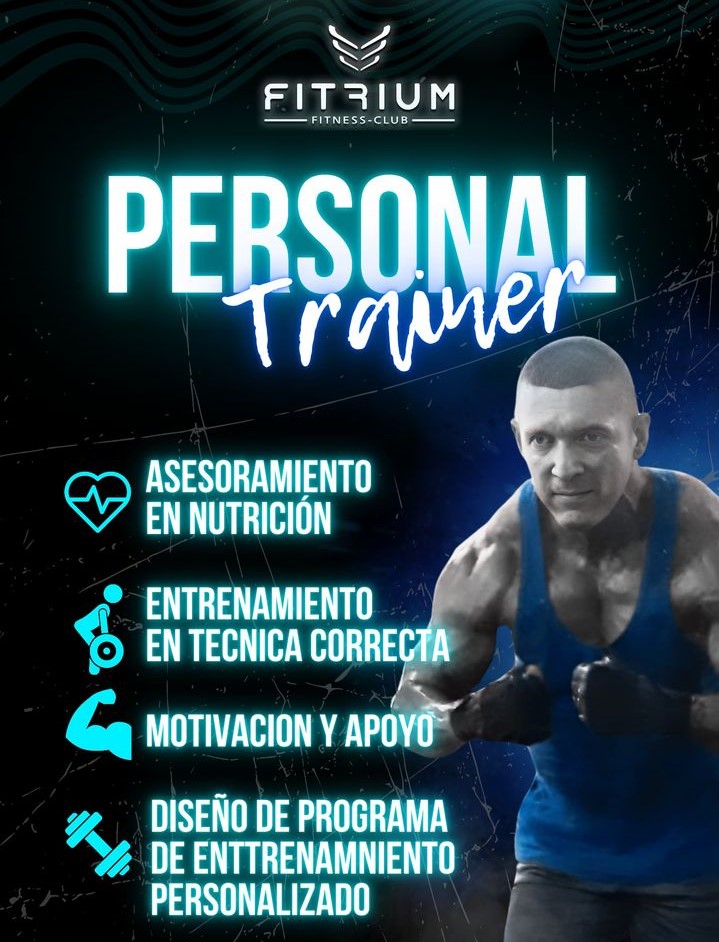 FITRIUM
FITNESS-CLUB
PERSONAL
Trainer
ASESORAMIENTO
EN NUTRICIÓN
ENTRENAMIENTO
EN TECNICA CORRECTA
MOTIVACION Y APOYO
DISEÑO DE PROGRAMA
DE ENTTRENAMNIENTO
PERSONALIZADO